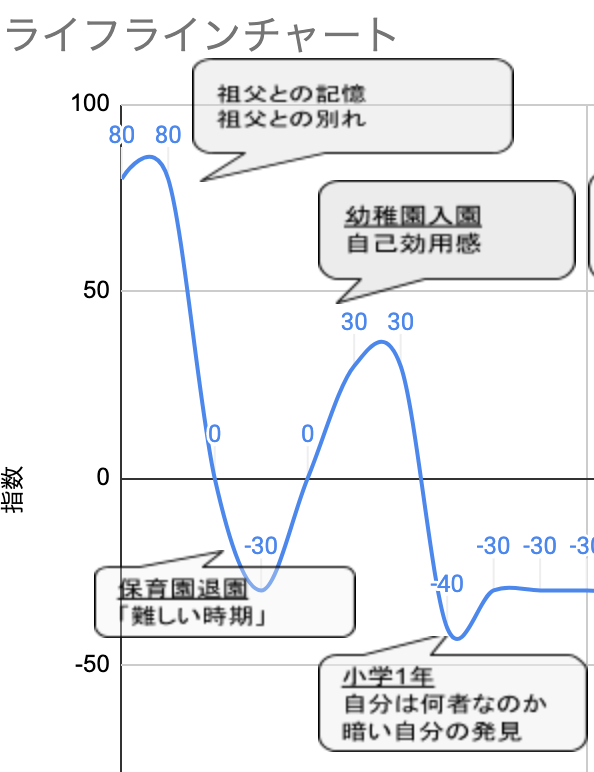 ライフラインチャート
祖父との記憶
祖父との別れ
100
80
80
幼稚園入園
自己効用感
50
30
30
0
0
0
指数
-30
-30
-30
-30
保育園退園
「難しい時期」
-40
-50
小学1年
自分は何者なのか
暗い自分の発見